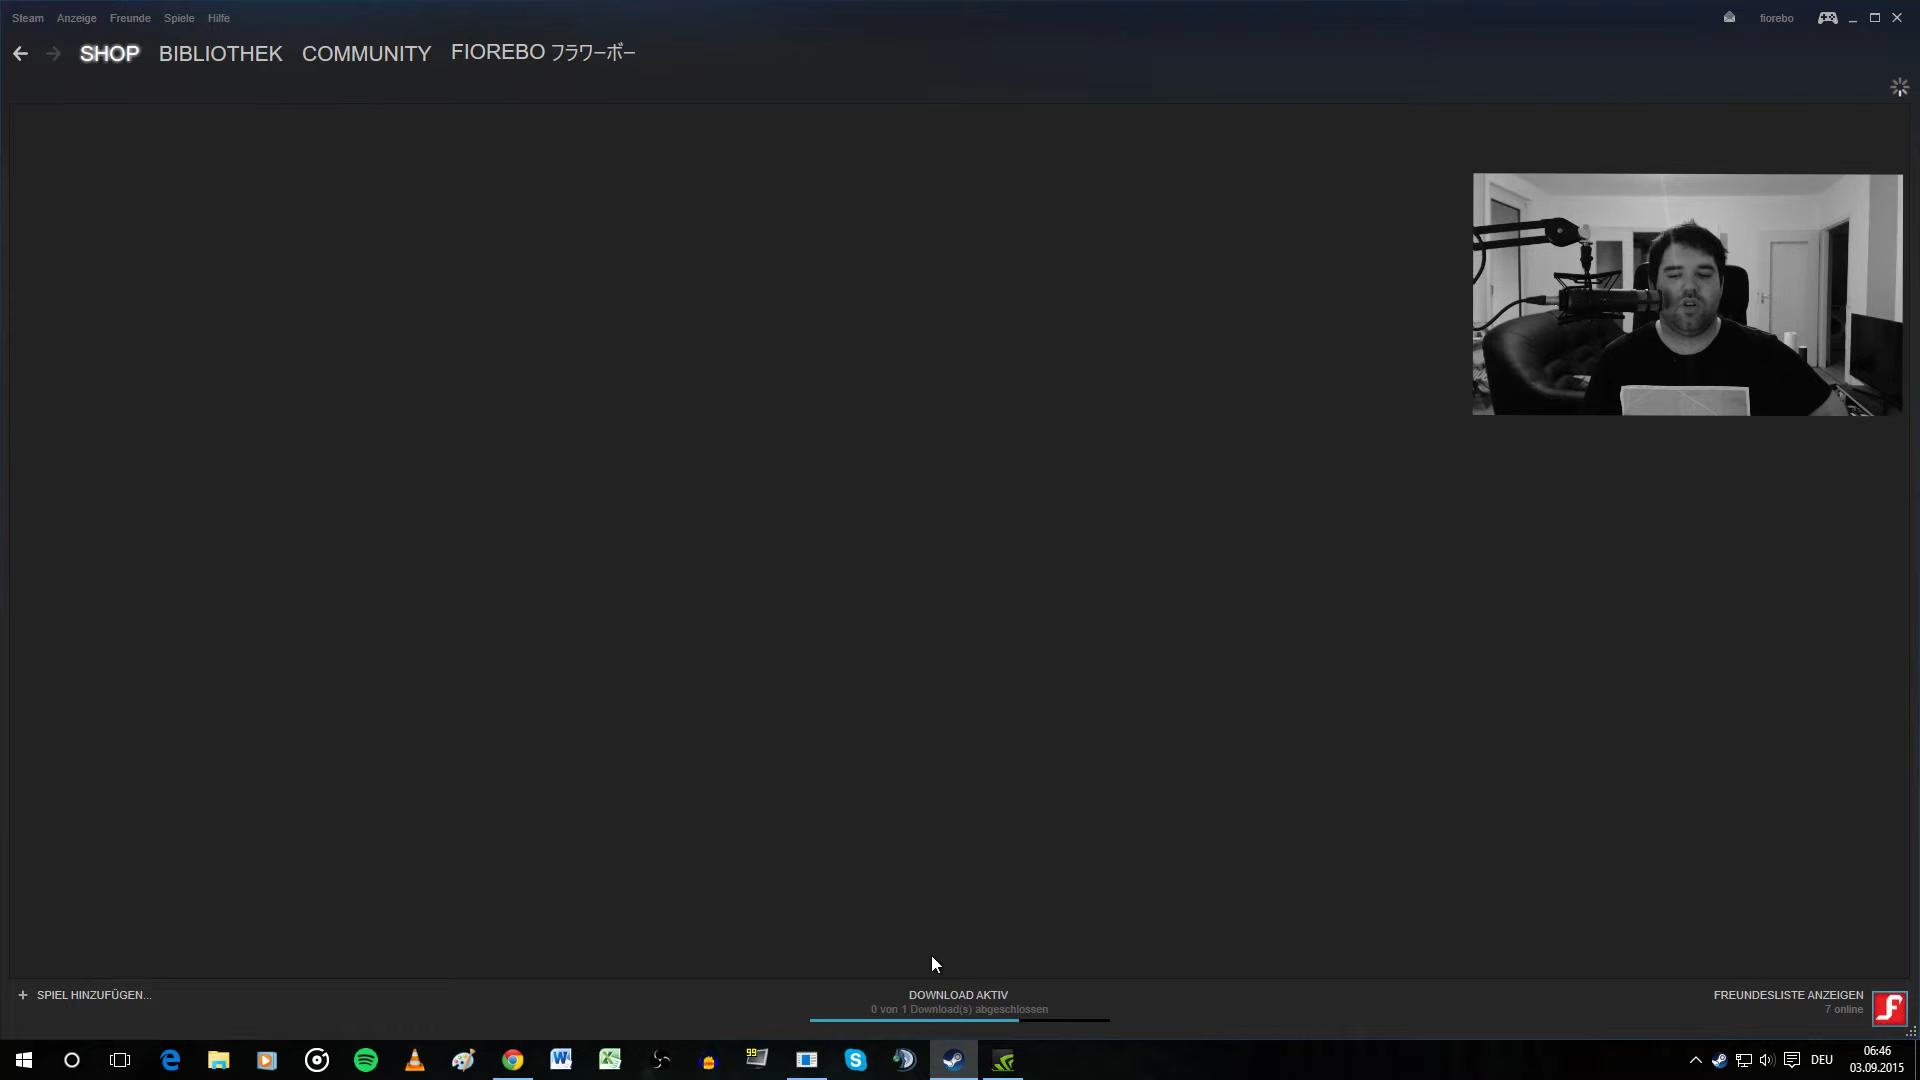 Steam Anzeige Freunde Spiele Hilfe
fiorebo
SHOP BIBLIOTHEK COMMUNITY FIOREBO フラワーボー
+ SPIEL HINZUFÜGEN...
DOWNLOAD AKTIV
0 von 1 Download(s) abgeschlossen
FREUNDESLISTE ANZEIGEN
7 online
99
DEU
06:46
03.09.2015